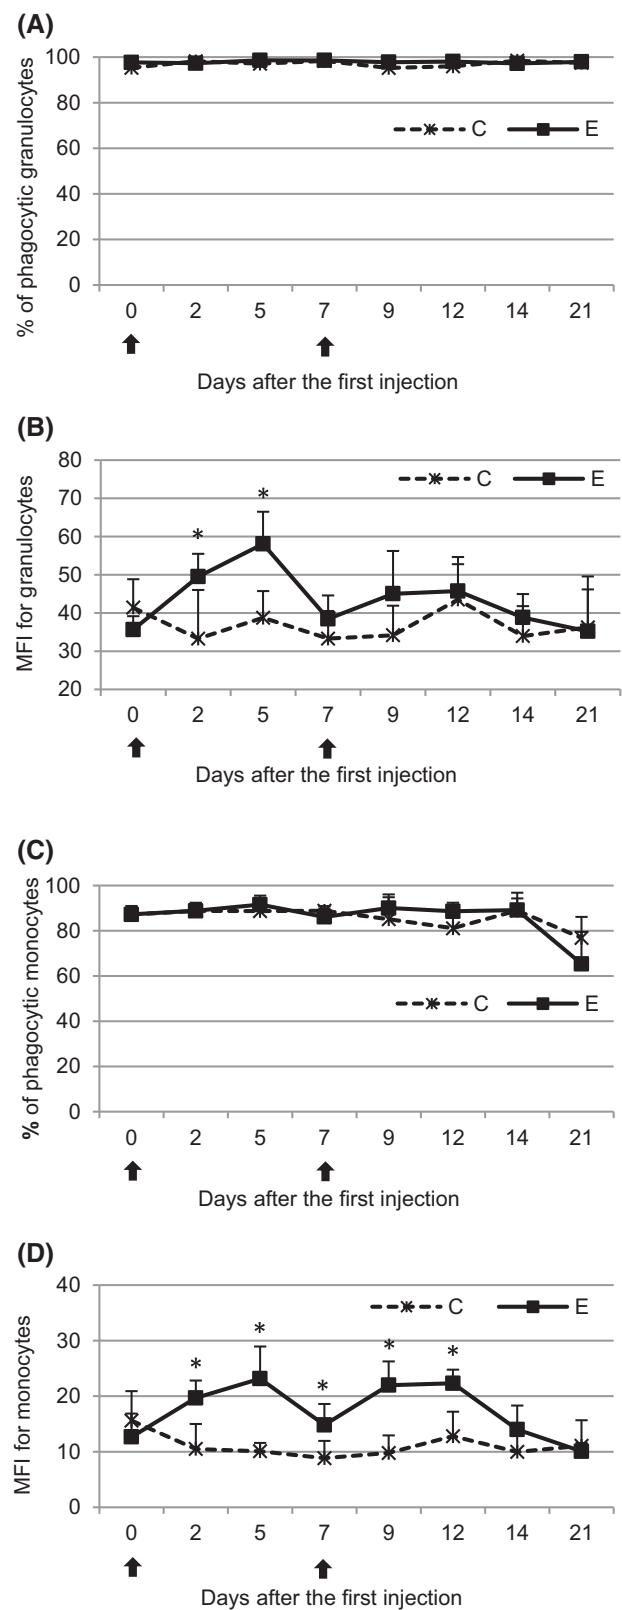 (A)
% of phagocytic granulocytes
100
80
60
40
20
0
C E
0 2 5 7 9 12 14 21
Days after the first injection
(B)
MFI for granulocytes
80
70
60
50
40
30
20
C E
*
*
0 2 5 7 9 12 14 21
Days after the first injection
(C)
% of phagocytic monocytes
100
80
60
40
20
0
C E
0 2 5 7 9 12 14 21
Days after the first injection
(D)
MFI for monocytes
40
30
20
10
0
C E
* * * * *
0 2 5 7 9 12 14 21
Days after the first injection